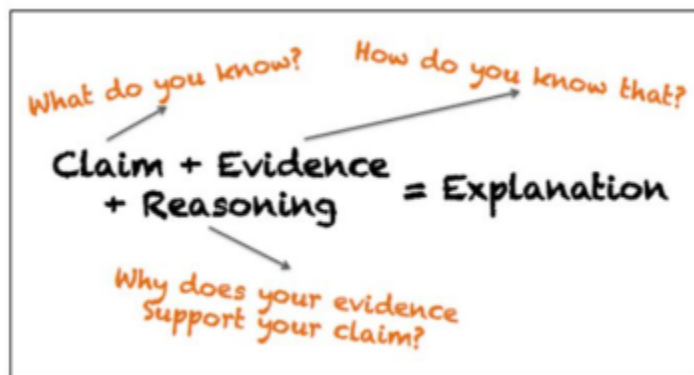 What do you know?
How do you know that?
Claim + Evidence
+ Reasoning
= Explanation
Why does your evidence
Support your claim?